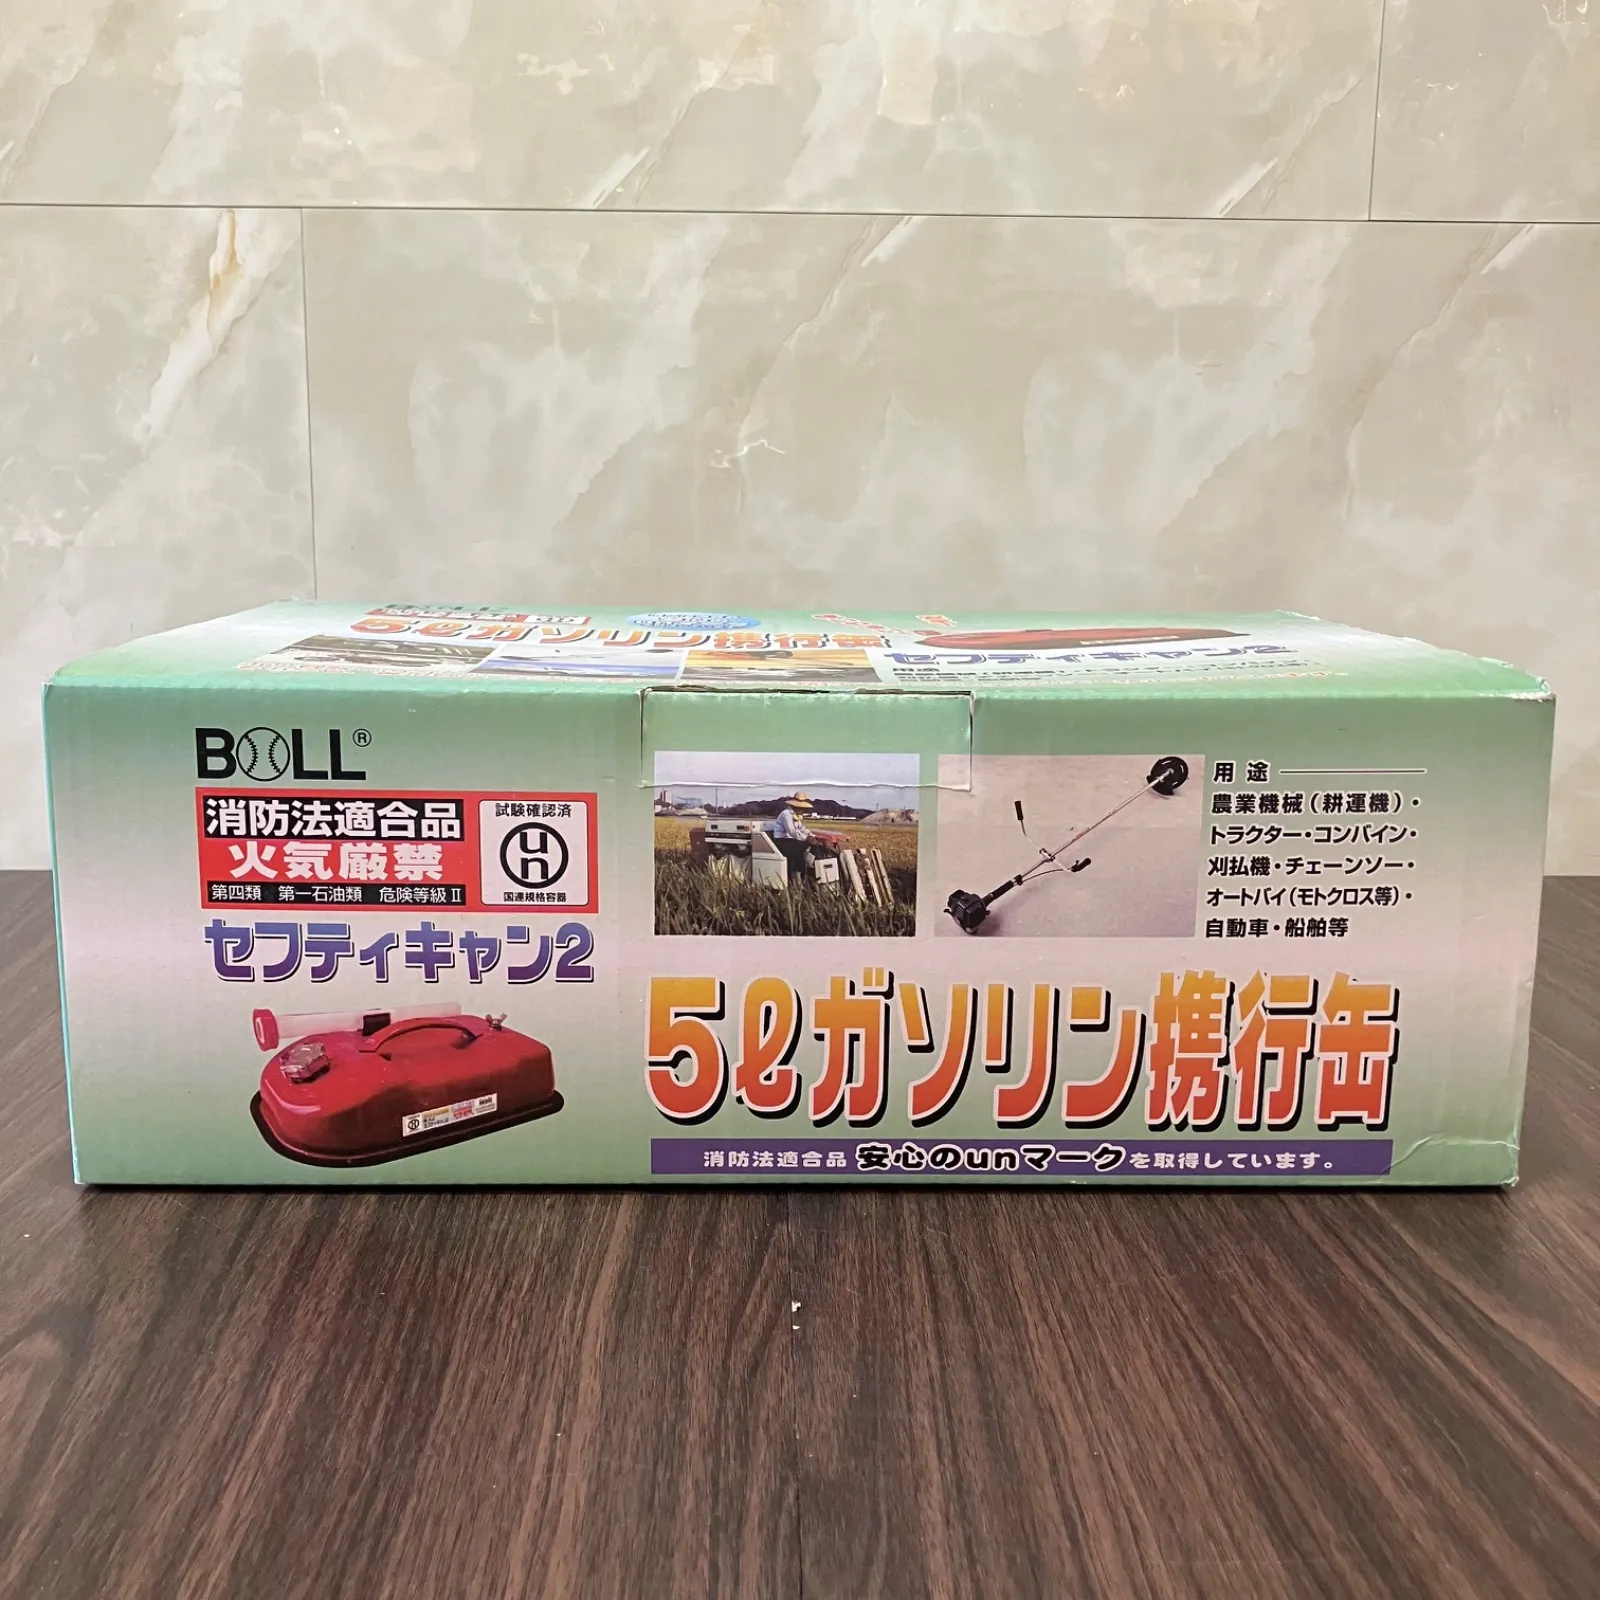 BOLL
5ℓガソリン携行缶
セフティキャン2
用途
BOLL®
消防法適合品
火気厳禁
第四類 第一石油類 危険等級Ⅱ
試験確認済
un
国連規格容器
セフティキャン2
用途
農業機械(耕運機)・
トラクター・コンバイン・
刈払機・チェーンソー・
オートバイ(モトクロス等)・
自動車・船舶等
5ℓガソリン携行缶
消防法適合品 安心のunマークを取得しています。